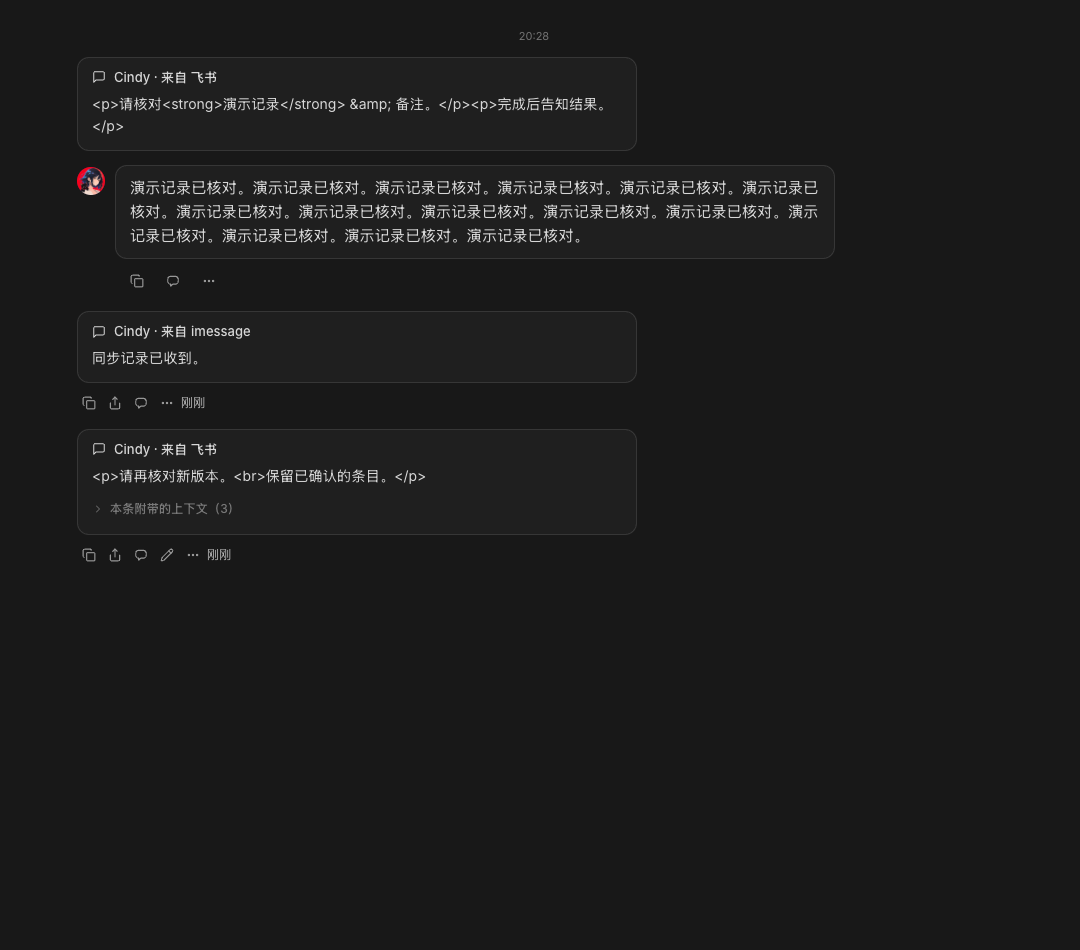 20:28
Cindy · 来自 飞书
<p>请核对<strong>演示记录</strong> &amp; 备注。</p><p>完成后告知结果。
</p>
演示记录已核对。演示记录已核对。演示记录已核对。演示记录已核对。演示记录已核对。演示记录已
核对。演示记录已核对。演示记录已核对。演示记录已核对。演示记录已核对。演示记录已核对。演示
记录已核对。演示记录已核对。演示记录已核对。演示记录已核对。
Cindy · 来自 imessage
同步记录已收到。
刚刚
Cindy · 来自 飞书
<p>请再核对新版本。<br>保留已确认的条目。</p>
本条附带的上下文（3）
刚刚